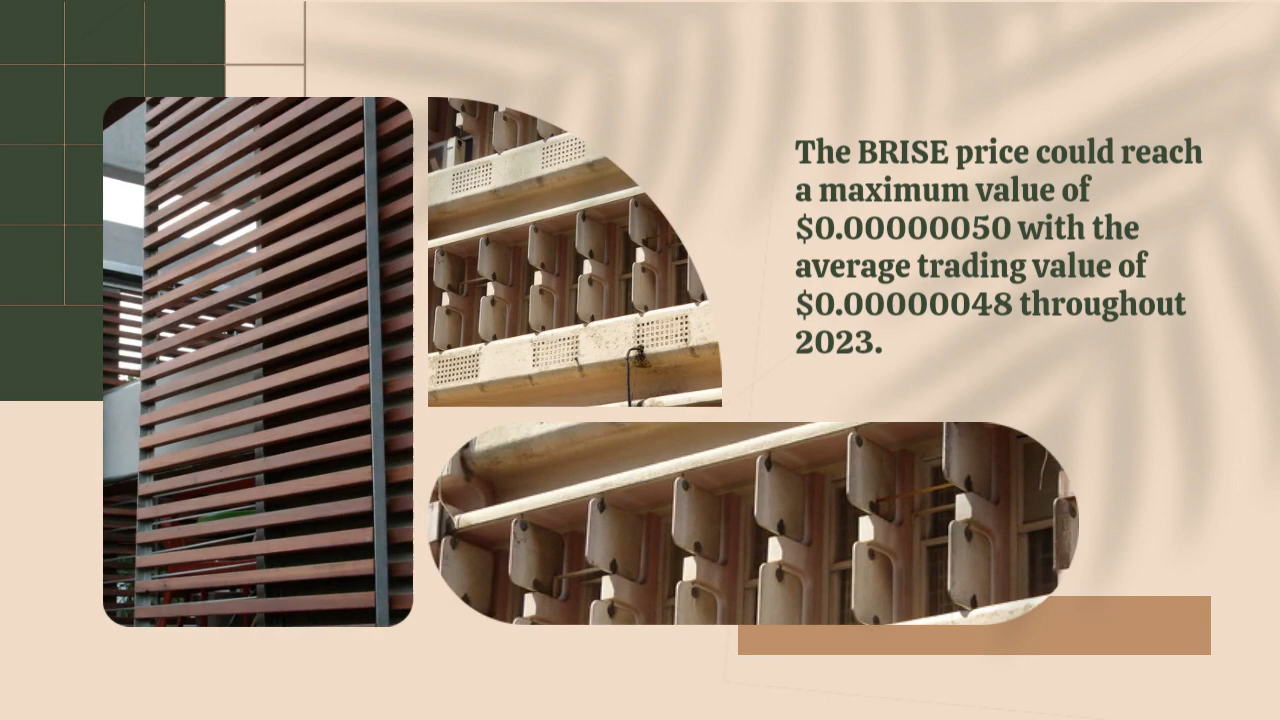 The BRISE price could reach
a maximum value of
$0.00000050 with the
average trading value of
$0.00000048 throughout
2023.